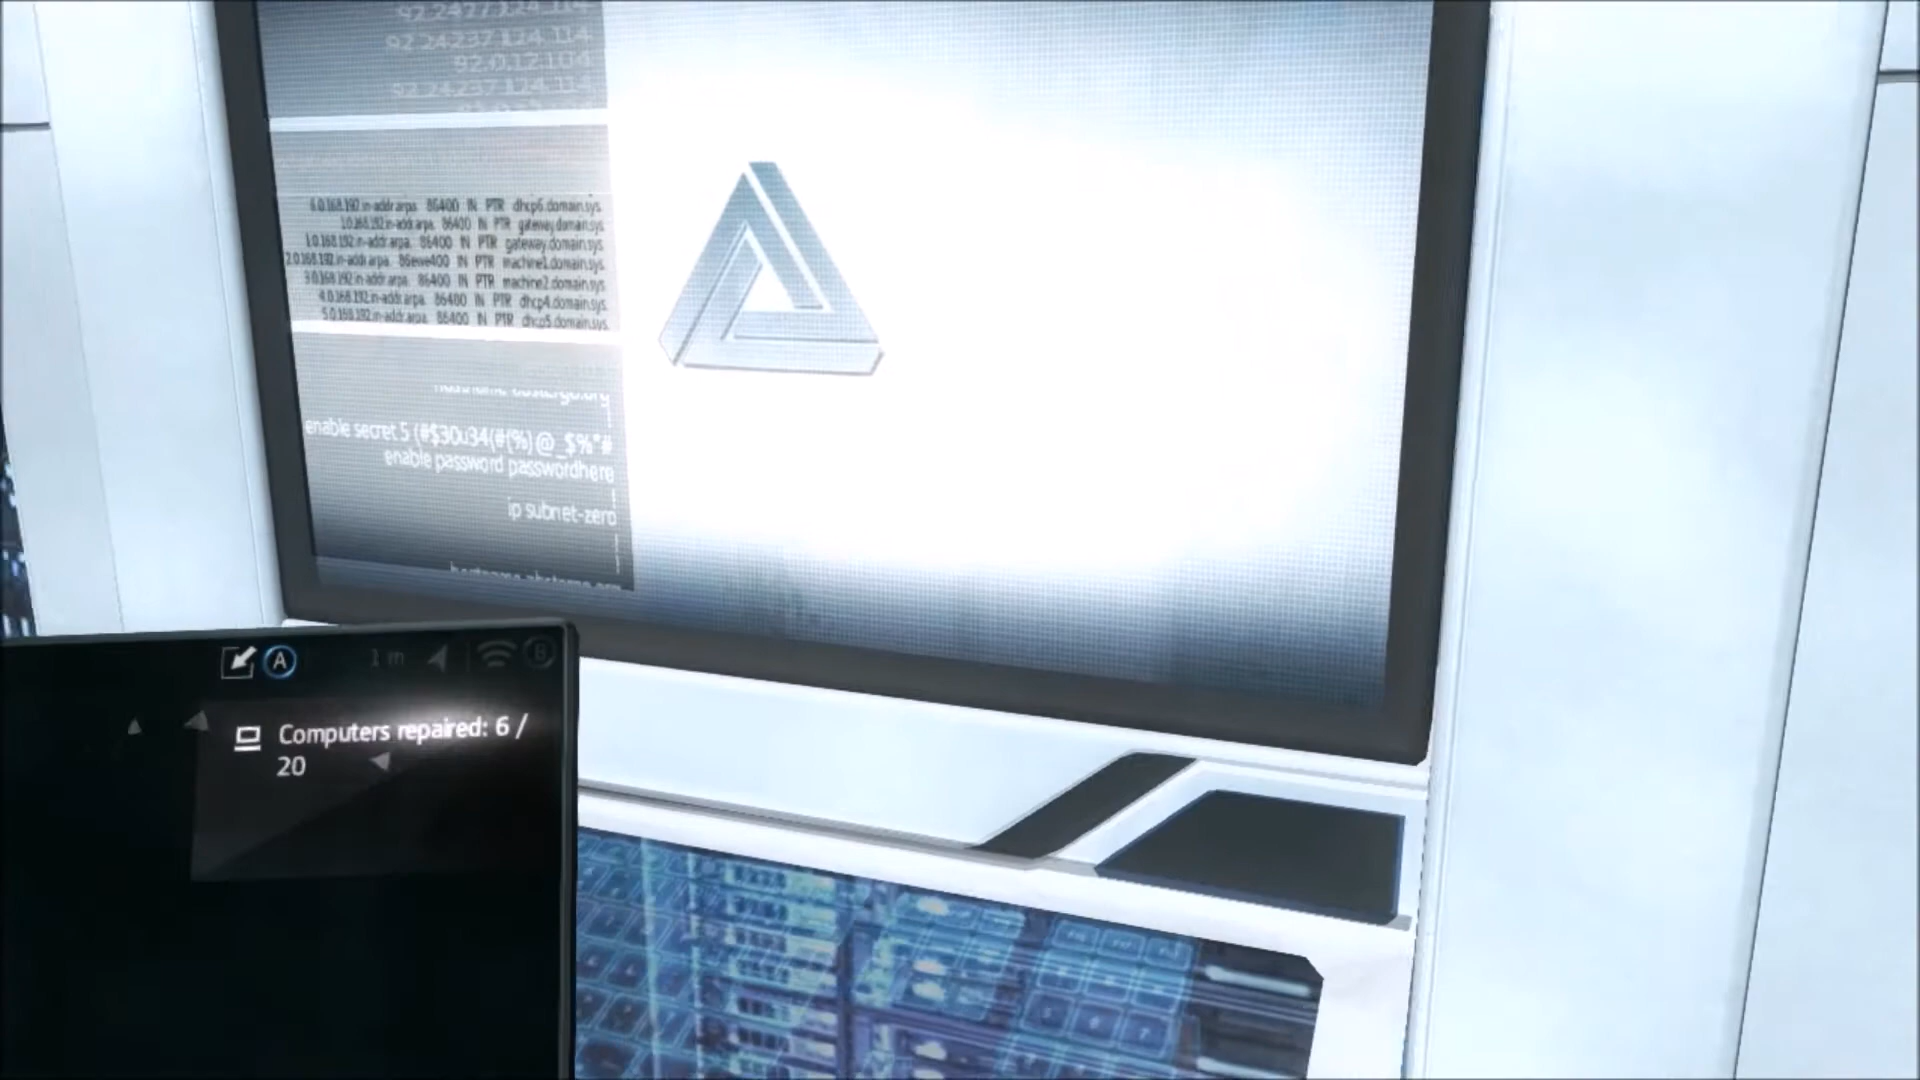 92.2427.124.114
92.24237.124.114
92.0.12.104
92.24.237.124.114
6.0.168.192.in-addr.arpa. 86400 IN PTR dhcp6.domain.sys.
1.0.168.192.in-addr.arpa. 86400 IN PTR gateway.domain.sys.
1.0.168.192.in-addr.arpa. 86400 IN PTR gateway.domain.sys.
2.0.168.192.in-addr.arpa. 86ewe400 IN PTR machine1.domain.sys.
3.0.168.192.in-addr.arpa. 86400 IN PTR machine2.domain.sys.
4.0.168.192.in-addr.arpa. 86400 IN PTR dhcp4.domain.sys.
5.0.168.192.in-addr.arpa. 86400 IN PTR dhcp5.domain.sys.
!
enable secret 5 (#$30u34(#(%)@_$%"#
enable password passwordhere
!
ip subnet-zero
!
!
A 1 m B
Computers repaired: 6 /
20